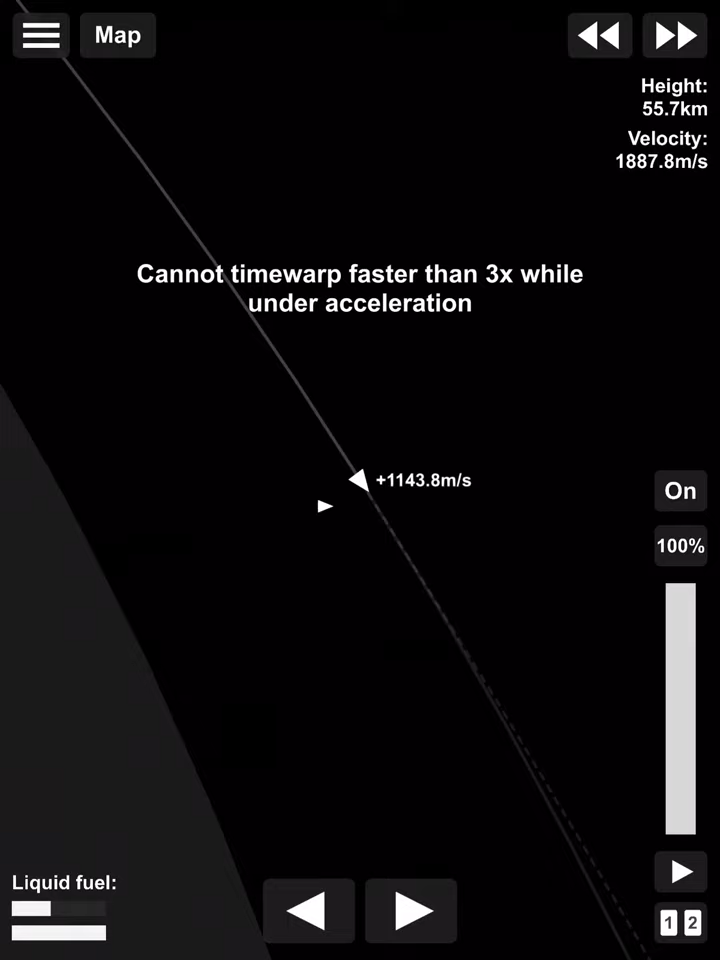 Map
Height:
55.7km
Velocity:
1887.8m/s
Cannot timewarp faster than 3x while
under acceleration
+1143.8m/s
On
100%
Liquid fuel:
1 2